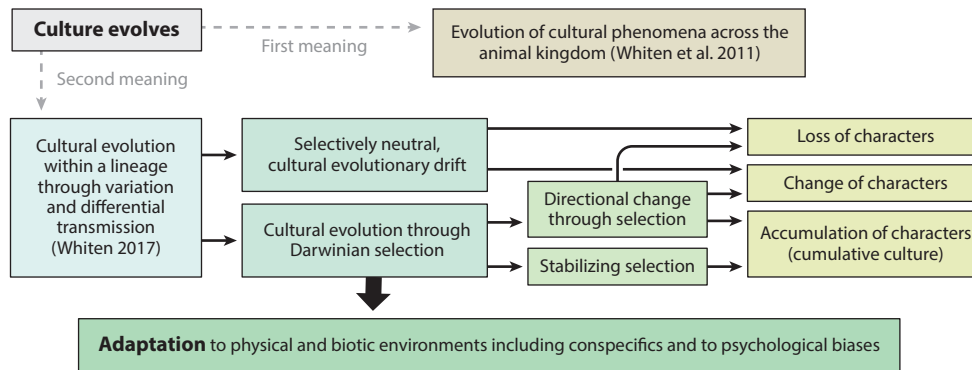 Culture evolves
First meaning
Second meaning
Evolution of cultural phenomena across the
animal kingdom (Whiten et al. 2011)
Cultural evolution
within a lineage
through variation
and differential
transmission
(Whiten 2017)
Selectively neutral,
cultural evolutionary drift
Cultural evolution through
Darwinian selection
Directional change
through selection
Stabilizing selection
Loss of characters
Change of characters
Accumulation of characters
(cumulative culture)
Adaptation to physical and biotic environments including conspecifics and to psychological biases